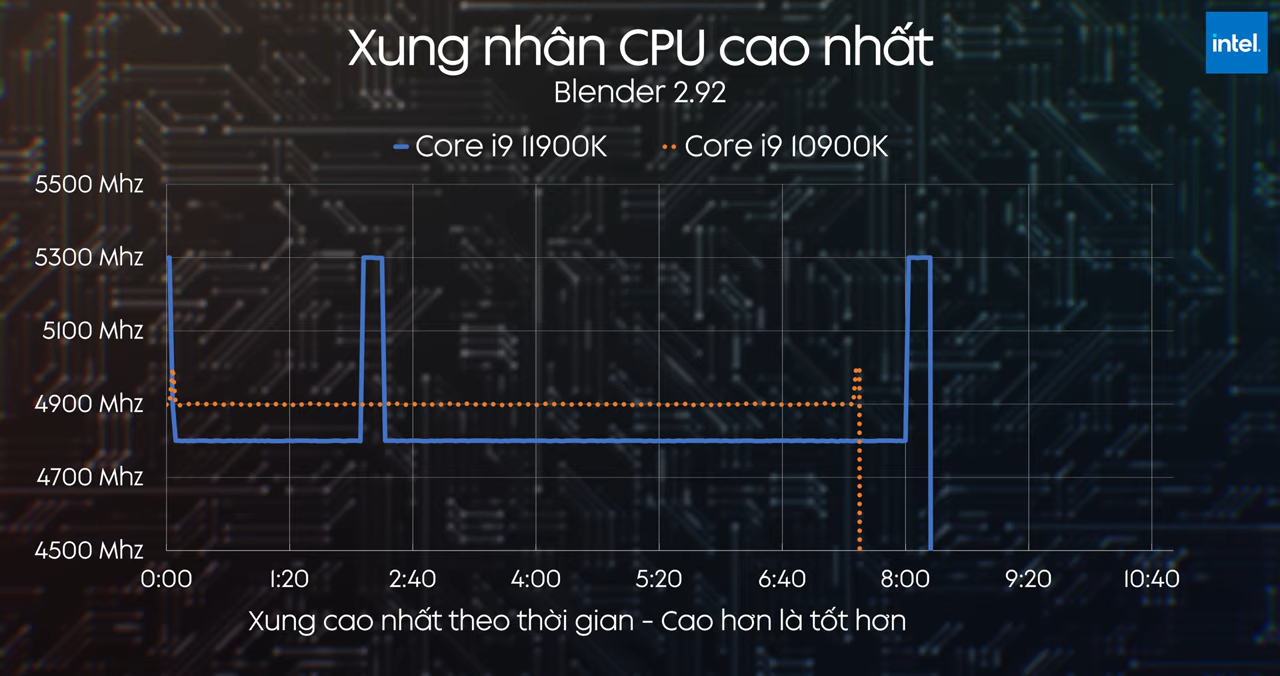 Xung nhân CPU cao nhất
intel.
Blender 2.92
Core i9 11900K
Core i9 10900K
5500 Mhz
5300 Mhz
5100 Mhz
4900 Mhz
4700 Mhz
4500 Mhz
0:00 1:20 2:40 4:00 5:20 6:40 8:00 9:20 10:40
Xung cao nhất theo thời gian - Cao hơn là tốt hơn